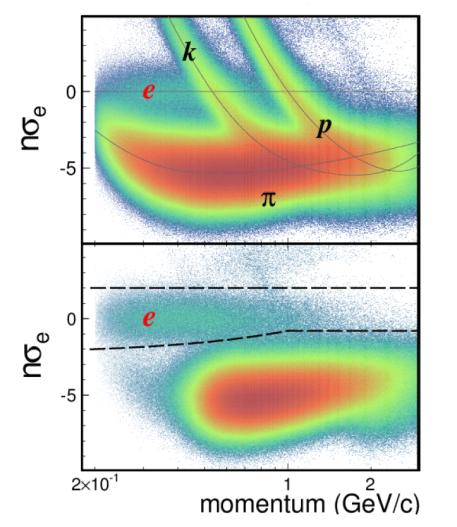 k
0
e
nσe
p
-5
π
0
e
nσe
-5
2×10⁻¹
1
2
momentum (GeV/c)